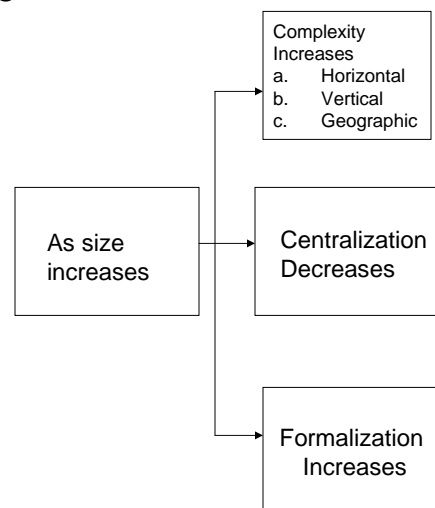 Complexity
Increases
a. Horizontal
b. Vertical
c. Geographic
As size
increases
Centralization
Decreases
Formalization
Increases